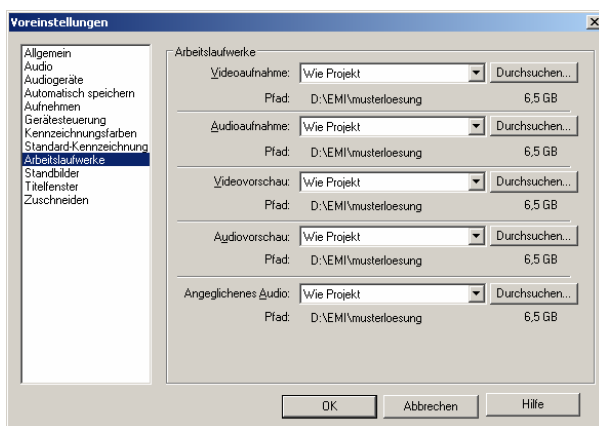 Voreinstellungen
Allgemein
Audio
Audiogeräte
Automatisch speichern
Aufnehmen
Gerätesteuerung
Kennzeichnungsfarben
Standard-Kennzeichnung
Arbeitslaufwerke
Standbilder
Titelfenster
Zuschneiden
Arbeitslaufwerke
Videoaufnahme: Wie Projekt Durchsuchen...
Pfad: D:\EMI\musterloesung 6,5 GB
Audioaufnahme: Wie Projekt Durchsuchen...
Pfad: D:\EMI\musterloesung 6,5 GB
Videovorschau: Wie Projekt Durchsuchen...
Pfad: D:\EMI\musterloesung 6,5 GB
Audiovorschau: Wie Projekt Durchsuchen...
Pfad: D:\EMI\musterloesung 6,5 GB
Angeglichenes Audio: Wie Projekt Durchsuchen...
Pfad: D:\EMI\musterloesung 6,5 GB
OK Abbrechen Hilfe